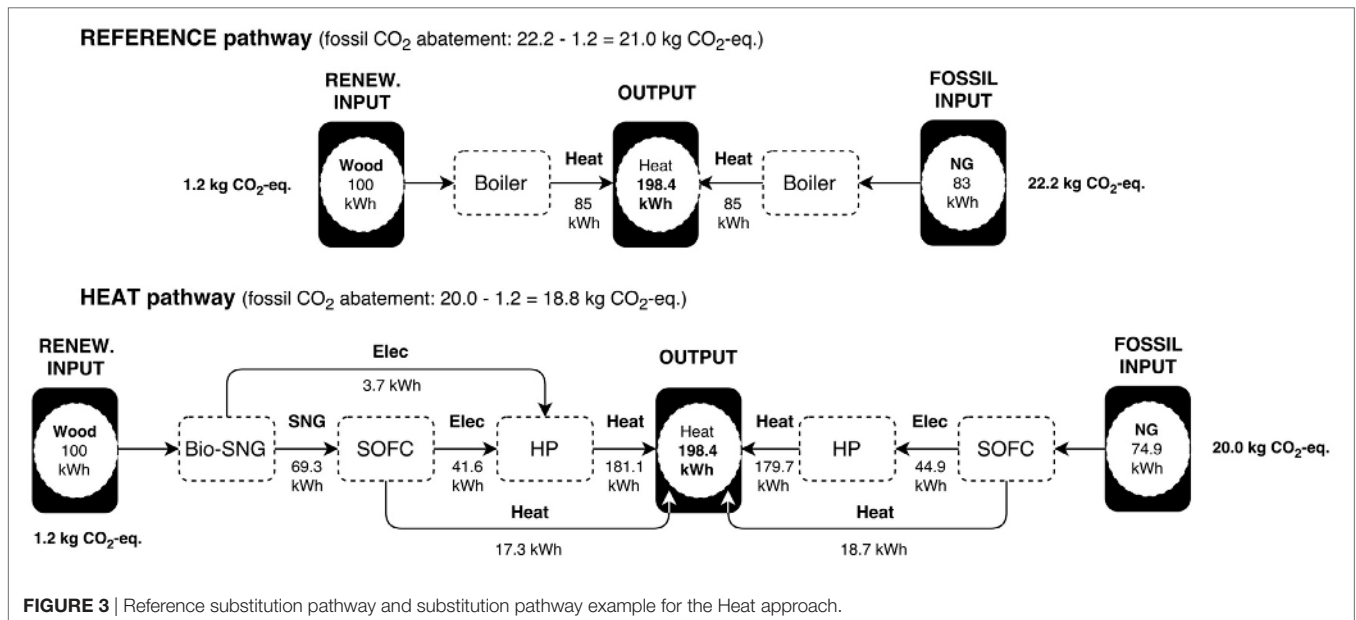 REFERENCE pathway (fossil CO2 abatement: 22.2 - 1.2 = 21.0 kg CO2-eq.)
RENEW.
INPUT
OUTPUT
FOSSIL
INPUT
1.2 kg CO2-eq.
Wood
100
kWh
Boiler
Heat
85
kWh
Heat
198.4
kWh
Heat
85
kWh
Boiler
NG
83
kWh
22.2 kg CO2-eq.
HEAT pathway (fossil CO2 abatement: 20.0 - 1.2 = 18.8 kg CO2-eq.)
RENEW.
INPUT
Elec
3.7 kWh
OUTPUT
FOSSIL
INPUT
Wood
100
kWh
Bio-SNG
SNG
69.3
kWh
SOFC
Elec
41.6
kWh
HP
Heat
181.1
kWh
Heat
198.4
kWh
Heat
179.7
kWh
HP
Elec
44.9
kWh
SOFC
NG
74.9
kWh
20.0 kg CO2-eq.
1.2 kg CO2-eq.
Heat
17.3 kWh
Heat
18.7 kWh
FIGURE 3 | Reference substitution pathway and substitution pathway example for the Heat approach.